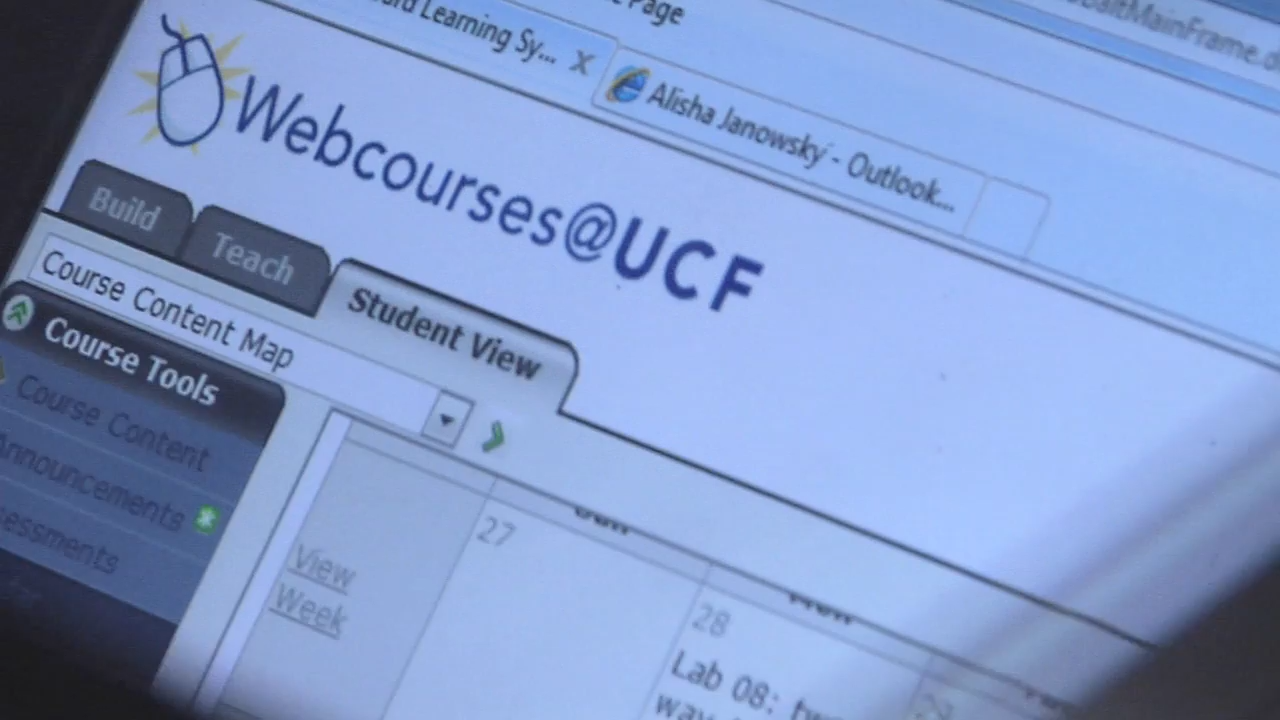 Page
Learning Sy... X
Alisha Janowsky - Outlook...
Webcourses@UCF
Build
Teach
Student View
Course Content Map
Course Tools
Course Content
Announcements
27
View
Week
28
Lab 08: